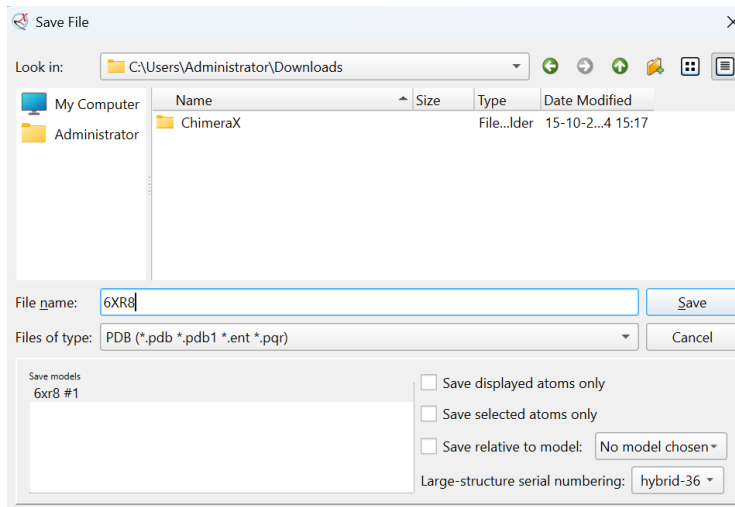 Save File
Look in: C:\Users\Administrator\Downloads
My Computer
Administrator
Name Size Type Date Modified
ChimeraX File...lder 15-10-2...4 15:17
File name: 6XR8 Save
Files of type: PDB (*.pdb *.pdb1 *.ent *.pqr) Cancel
Save models
6xr8 #1
Save displayed atoms only
Save selected atoms only
Save relative to model: No model chosen
Large-structure serial numbering: hybrid-36